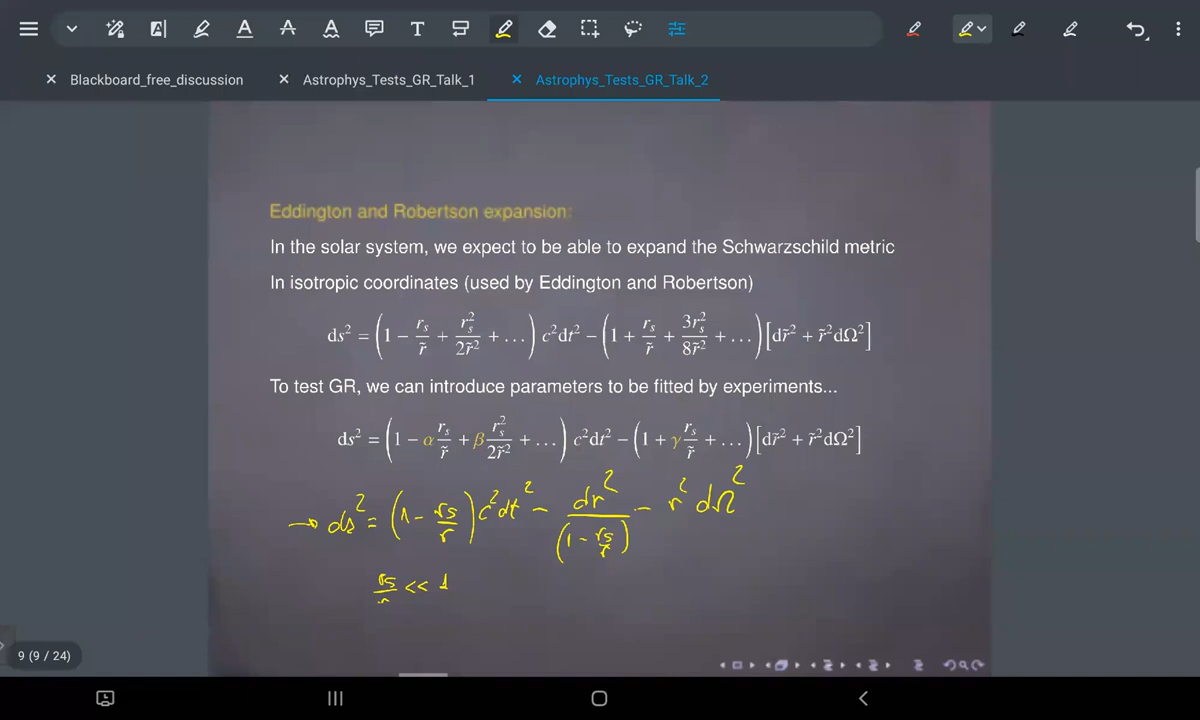 Blackboard_free_discussion
Astrophys_Tests_GR_Talk_1
Astrophys_Tests_GR_Talk_2
Eddington and Robertson expansion:
In the solar system, we expect to be able to expand the Schwarzschild metric
In isotropic coordinates (used by Eddington and Robertson)
ds² = (1 − r_s/r̃ + r_s²/2r̃² + …) c²dt² − (1 + r_s/r̃ + 3r_s²/8r̃² + …) [dr̃² + r̃²dΩ²]
To test GR, we can introduce parameters to be fitted by experiments...
ds² = (1 − α r_s/r̃ + β r_s²/2r̃² + …) c²dt² − (1 + γ r_s/r̃ + …) [dr̃² + r̃²dΩ²]
→ ds² = (1 − rs/r) c²dt² − dr²/(1 − rs/r) − r² dΩ²
rs/r << 1
9 (9 / 24)